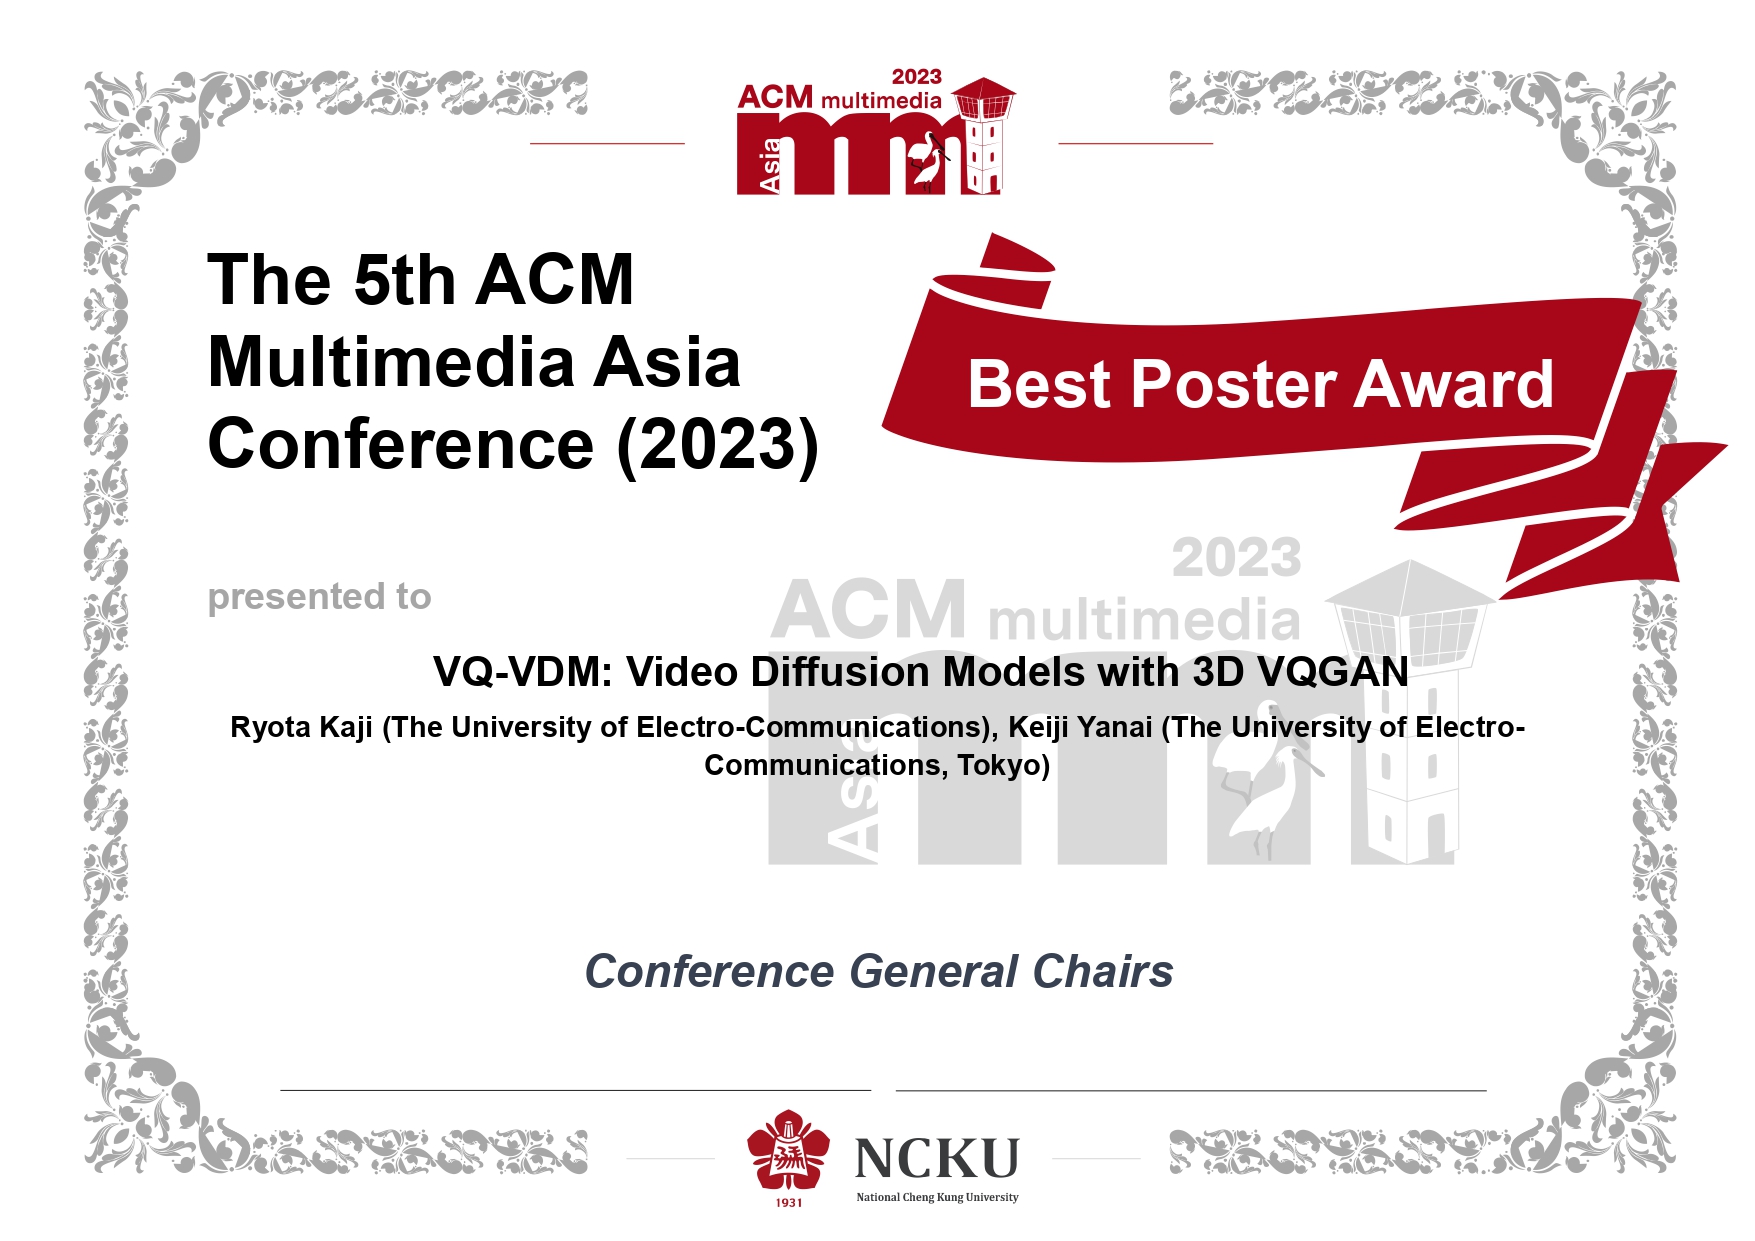 2023
ACM multimedia
Asia
The 5th ACM
Multimedia Asia
Conference (2023)
Best Poster Award
2023
ACM multimedia
Asia
presented to
VQ-VDM: Video Diffusion Models with 3D VQGAN
Ryota Kaji (The University of Electro-Communications), Keiji Yanai (The University of Electro-
Communications, Tokyo)
Conference General Chairs
1931
NCKU
National Cheng Kung University